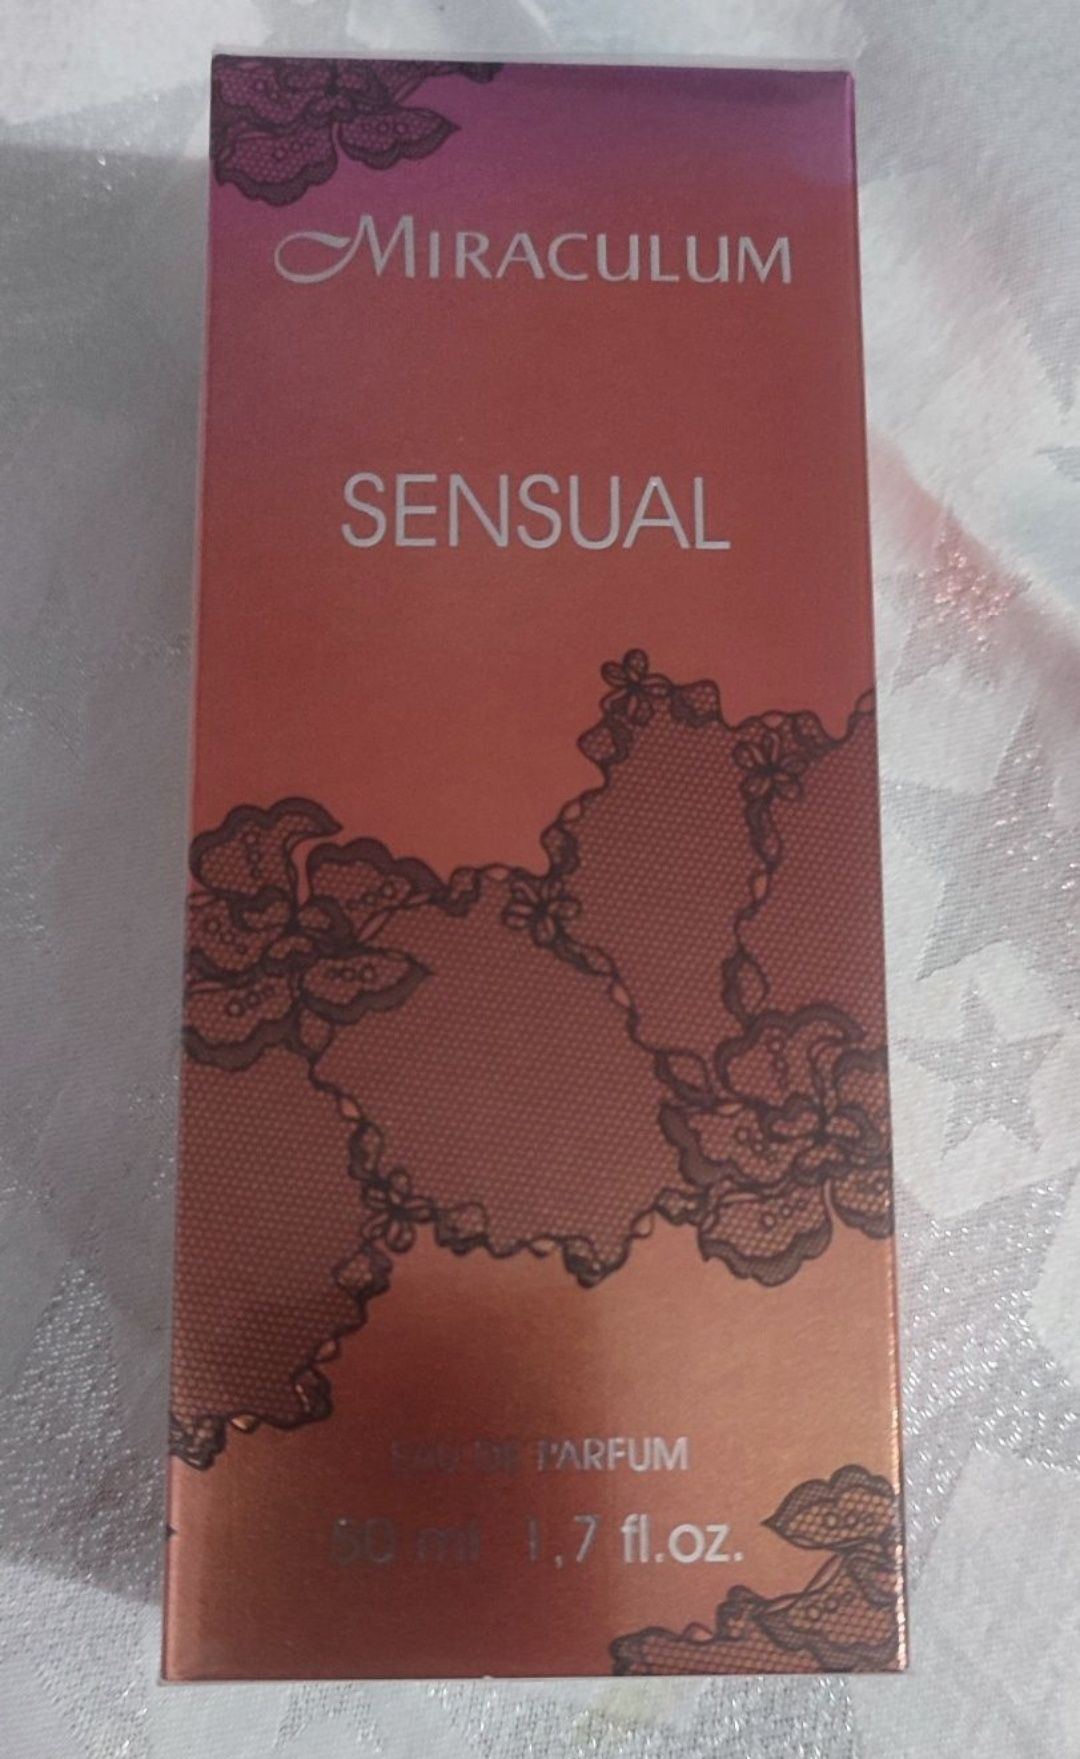 MIRACULUM
SENSUAL
EAU DE PARFUM
50 ml 1,7 fl.oz.